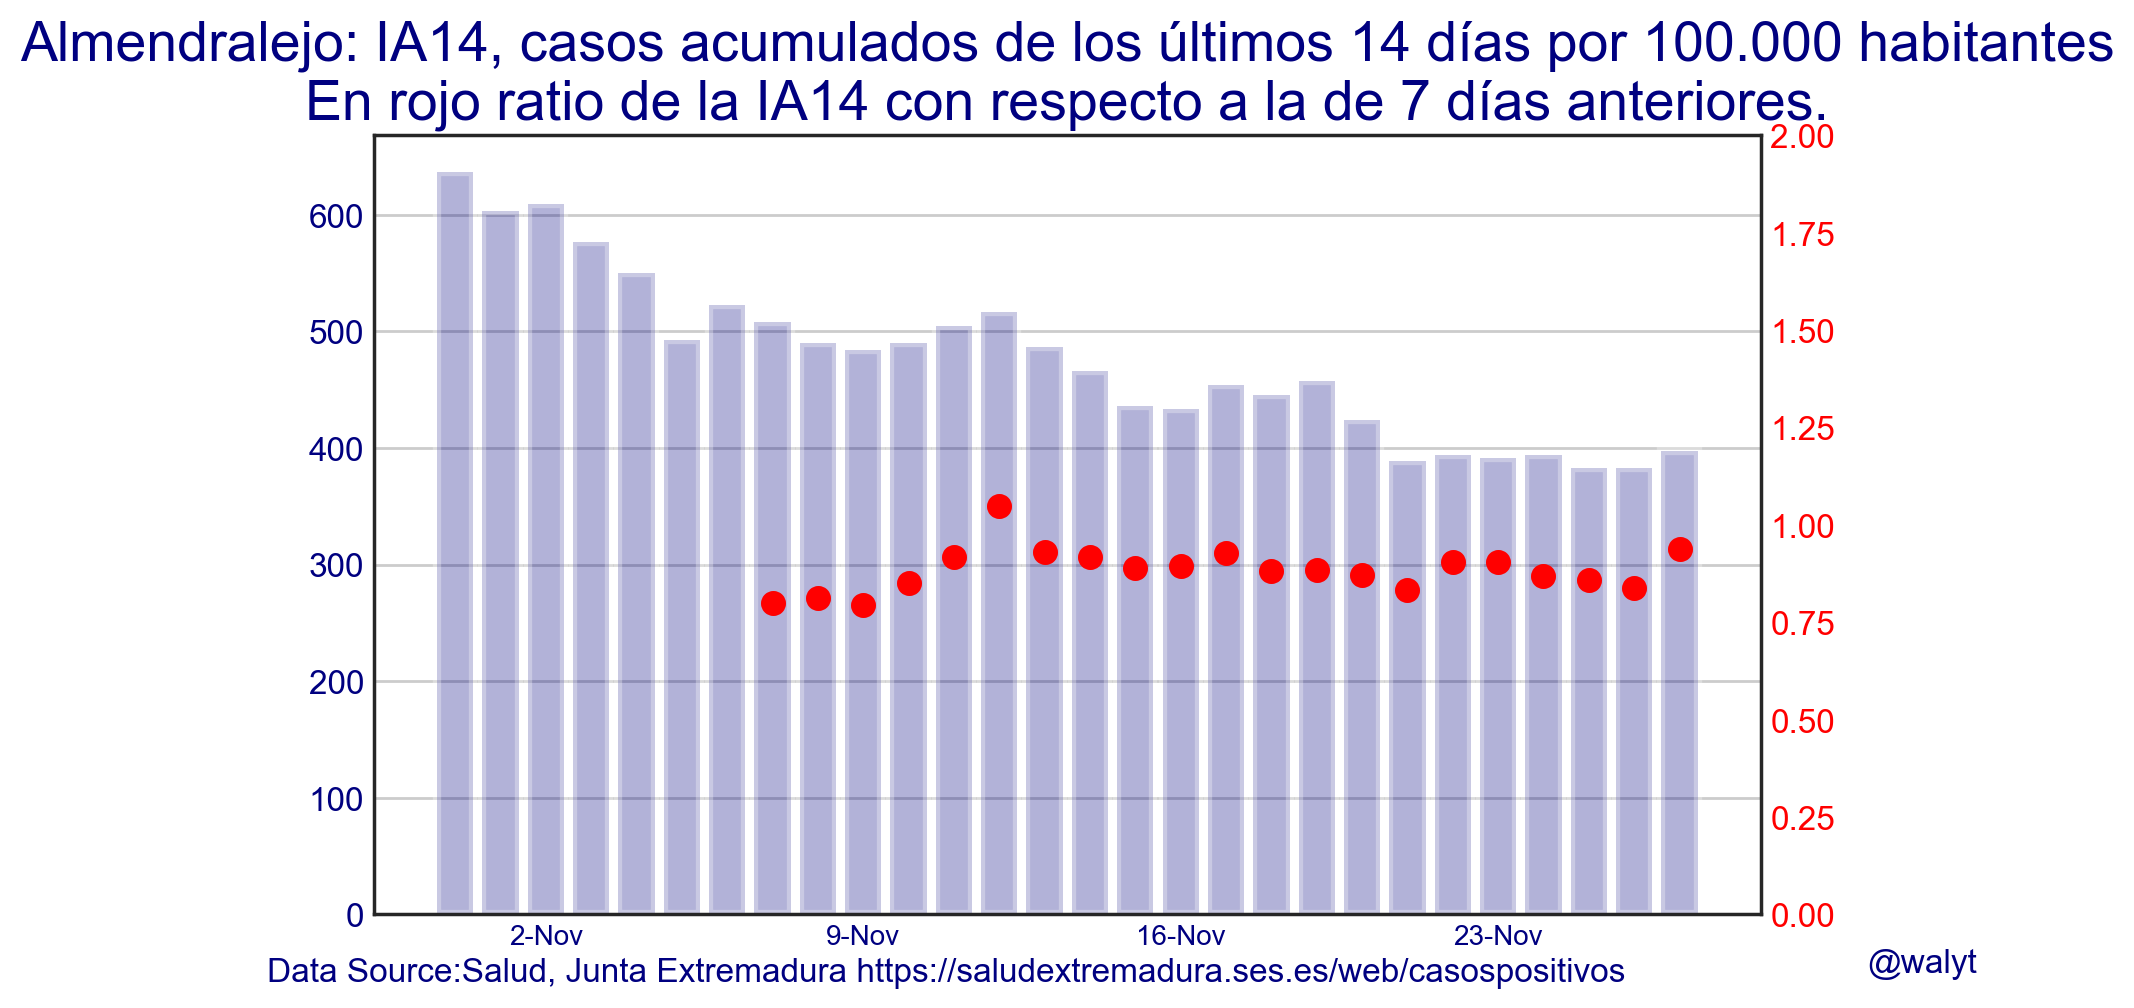 Almendralejo: IA14, casos acumulados de los últimos 14 días por 100.000 habitantes
En rojo ratio de la IA14 con respecto a la de 7 días anteriores.
2.00
600
1.75
500
1.50
400
1.25
1.00
300
0.75
200
0.50
100
0.25
0
0.00
2-Nov
9-Nov
16-Nov
23-Nov
Data Source:Salud, Junta Extremadura https://saludextremadura.ses.es/web/casospositivos
@walyt